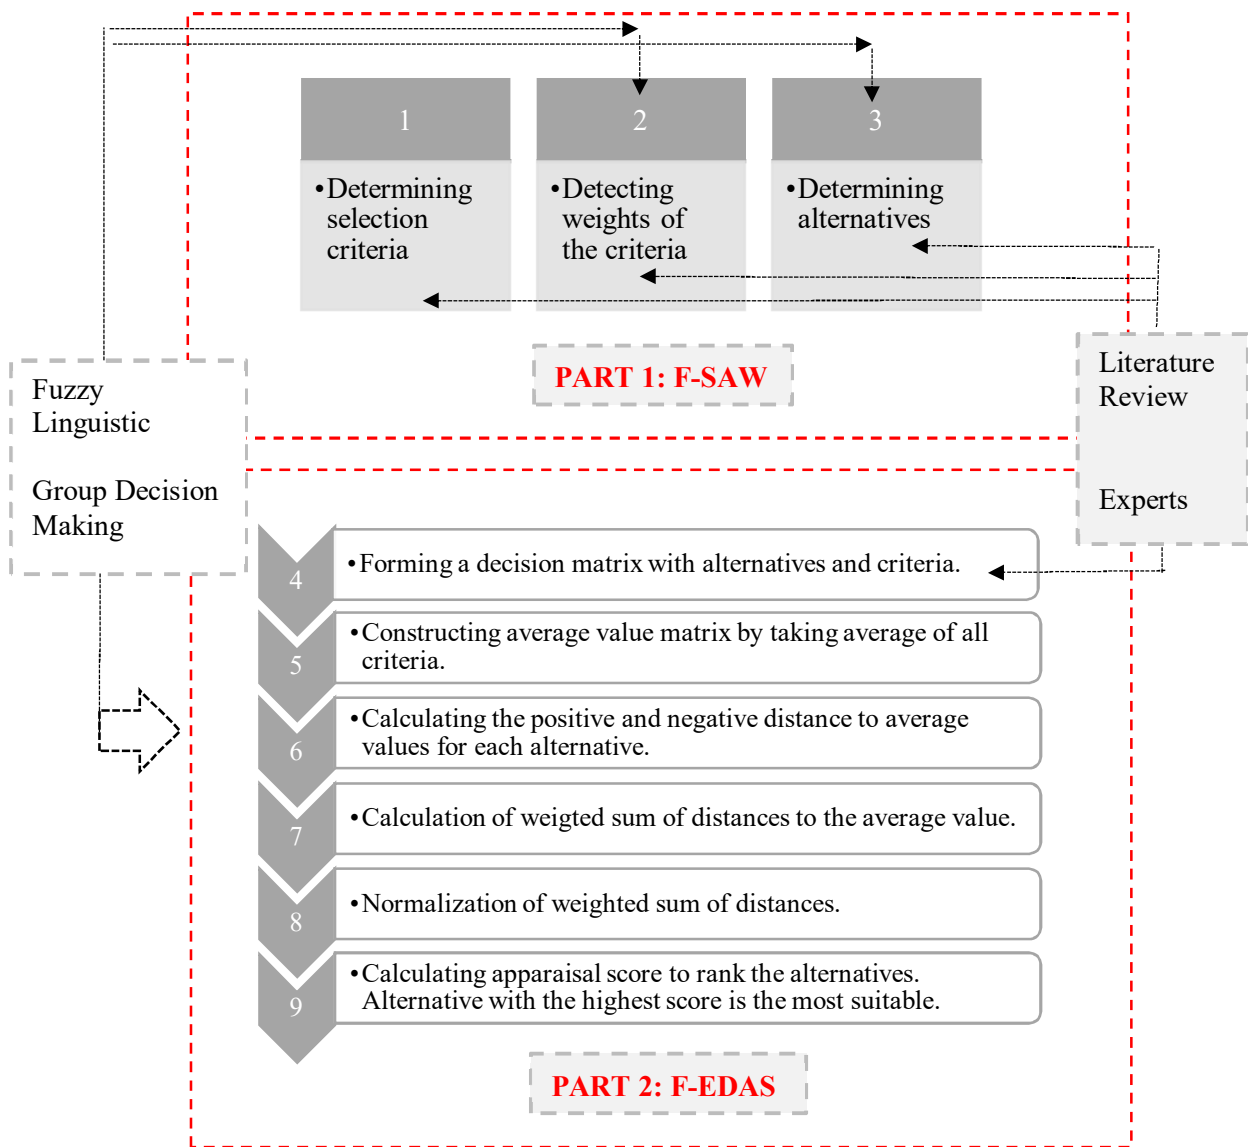 1
2
3
•Determining
selection
criteria
•Detecting
weights of
the criteria
•Determining
alternatives
PART 1: F-SAW
Fuzzy
Linguistic
Group Decision
Making
Literature
Review
Experts
4
•Forming a decision matrix with alternatives and criteria.
5
•Constructing average value matrix by taking average of all
criteria.
6
•Calculating the positive and negative distance to average
values for each alternative.
7
•Calculation of weigted sum of distances to the average value.
8
•Normalization of weighted sum of distances.
9
•Calculating apparaisal score to rank the alternatives.
Alternative with the highest score is the most suitable.
PART 2: F-EDAS